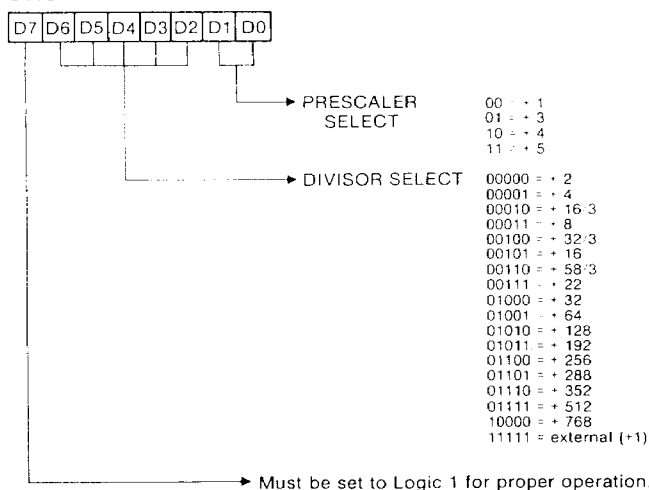 D7 D6 D5 D4 D3 D2 D1 D0
PRESCALER
SELECT
00 = ÷ 1
01 = ÷ 3
10 = ÷ 4
11 = ÷ 5
DIVISOR SELECT
00000 = ÷ 2
00001 = ÷ 4
00010 = ÷ 16/3
00011 = ÷ 8
00100 = ÷ 32/3
00101 = ÷ 16
00110 = ÷ 58/3
00111 = ÷ 22
01000 = ÷ 32
01001 = ÷ 64
01010 = ÷ 128
01011 = ÷ 192
01100 = ÷ 256
01101 = ÷ 288
01110 = ÷ 352
01111 = ÷ 512
10000 = ÷ 768
11111 = external (÷1)
Must be set to Logic 1 for proper operation.